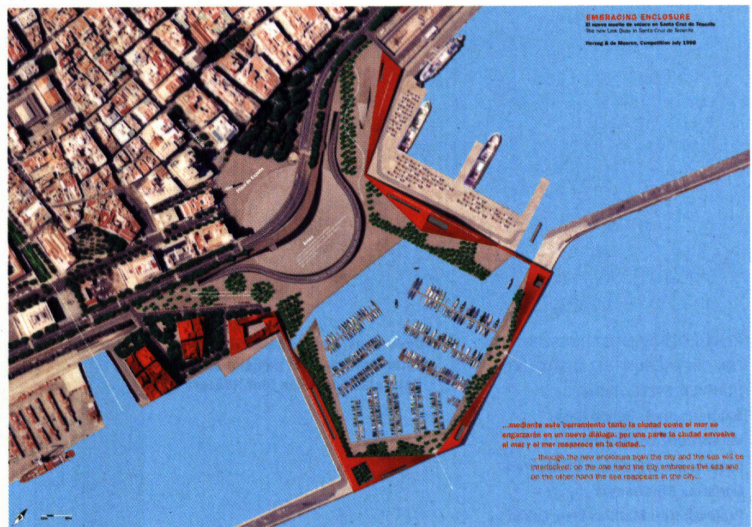 EMBRACING ENCLOSURE
El nuevo muelle de enlace en Santa Cruz de Tenerife
The new Link Quay in Santa Cruz de Tenerife
Herzog & de Meuron, Competition July 1998
...mediante este cerramiento tanto la ciudad como el mar se
engarzarán en un nuevo diálogo. por una parte la ciudad envuelve
el mar y el mar reaparece en la ciudad...
...through the new enclosure both the city and the sea will be
interlocked: on the one hand the city embraces the sea and
on the other hand the sea reappears in the city...